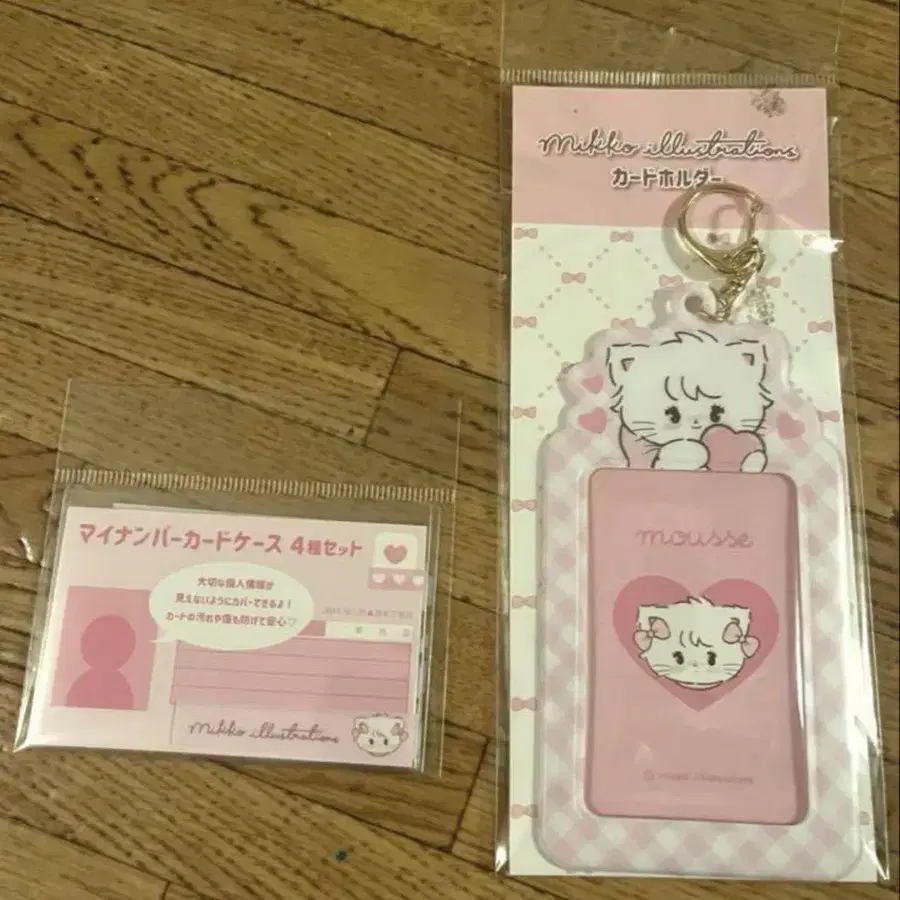 マイナンバーカードケース 4種セット
大切な個人情報が
見えないようにカバーできるよ！
カードの汚れや傷も防げて安心♡
mikko illustrations
mikko illustrations
カードホルダー
mousse
© mikko illustrations